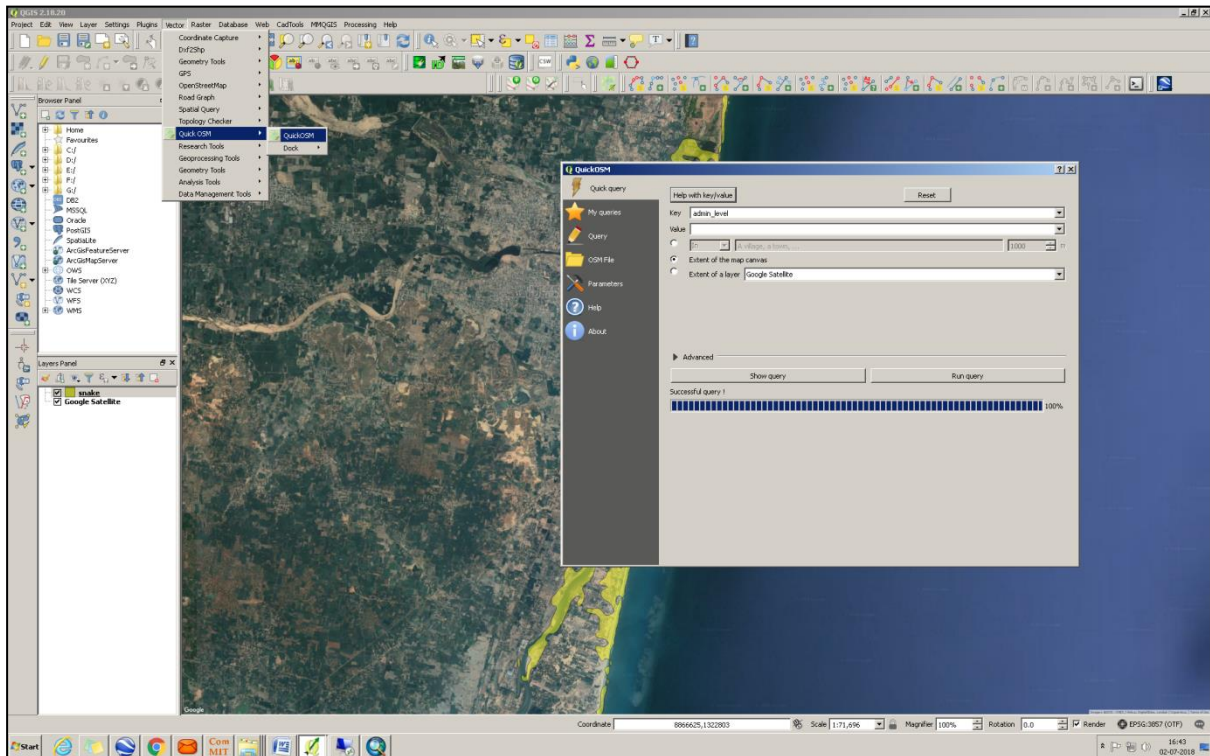 QGIS 2.18.20
Project Edit View Layer Settings Plugins Vector Raster Database Web CadTools MMQGIS Processing Help
Coordinate Capture
Dxf2Shp
Geometry Tools
GPS
OpenStreetMap
Road Graph
Spatial Query
Topology Checker
Quick OSM
Research Tools
Geoprocessing Tools
Geometry Tools
Analysis Tools
Data Management Tools
QuickOSM
Dock
CSW
Browser Panel
Home
Favourites
C:/
D:/
E:/
F:/
G:/
DB2
MSSQL
Oracle
PostGIS
SpatiaLite
ArcGisFeatureServer
ArcGisMapServer
OWS
Tile Server (XYZ)
WCS
WFS
WMS
Layers Panel
snake
Google Satellite
QuickOSM
Quick query
My queries
Query
OSM File
Parameters
Help
About
Help with key/value
Reset
Key admin_level
Value
In A village, a town, ... 1000 m
Extent of the map canvas
Extent of a layer Google Satellite
Advanced
Show query
Run query
Successful query !
100%
Google
Coordinate 8866625,1322803 Scale 1:71,696 Magnifier 100% Rotation 0.0 Render EPSG:3857 (OTF)
Start
Com
MIT
16:43
02-07-2018